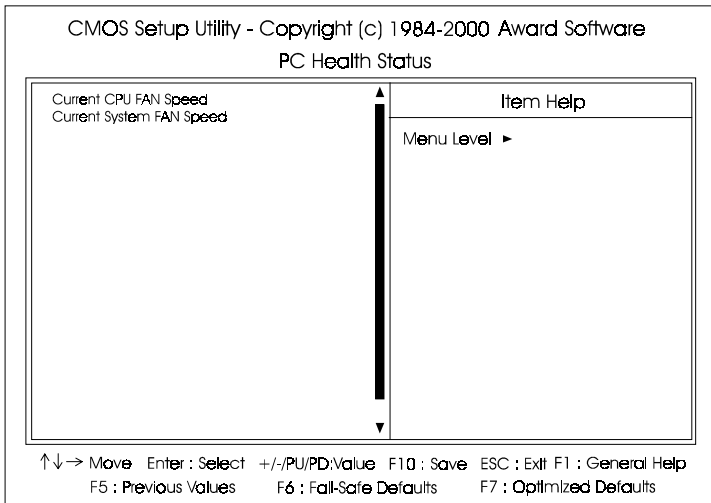 CMOS Setup Utility - Copyright (c) 1984-2000 Award Software
PC Health Status
Current CPU FAN Speed
Current System FAN Speed
Item Help
Menu Level ►
↑↓→ Move Enter : Select +/-/PU/PD:Value F10 : Save ESC : Exit F1 : General Help
F5 : Previous Values F6 : Fail-Safe Defaults F7 : Optimized Defaults